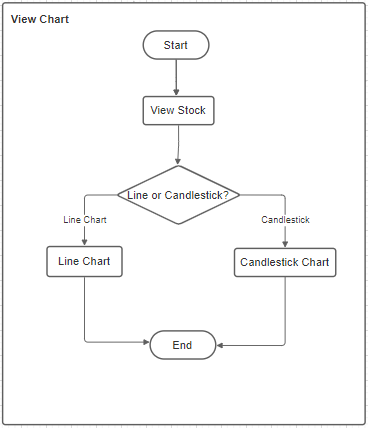 View Chart
Start
View Stock
Line or Candlestick?
Line Chart
Candlestick
Line Chart
Candlestick Chart
End